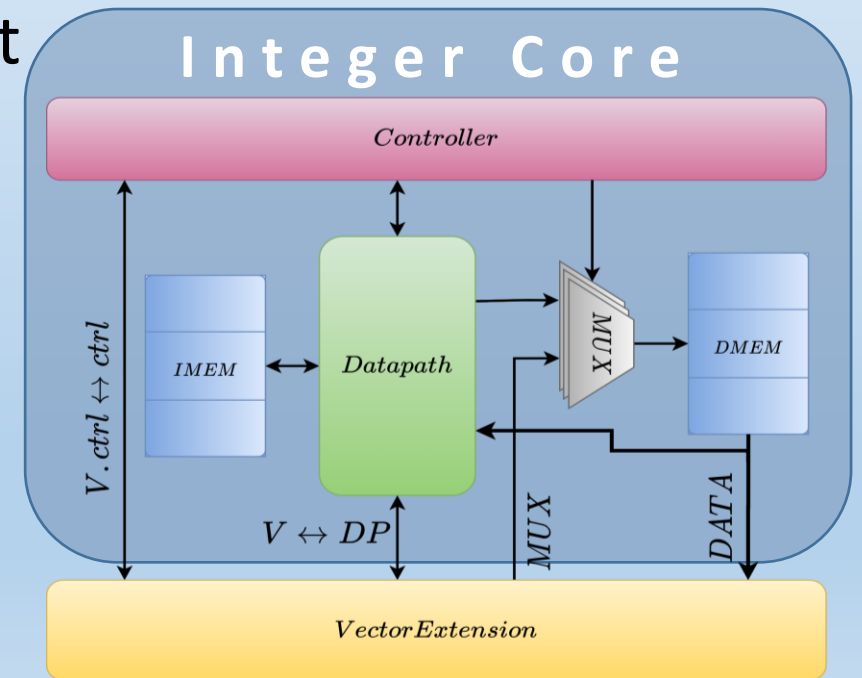 t
Integer Core
Controller
MUX
IMEM
Datapath
DMEM
V.ctrl ↔ ctrl
V ↔ DP
MUX
DATA
VectorExtension